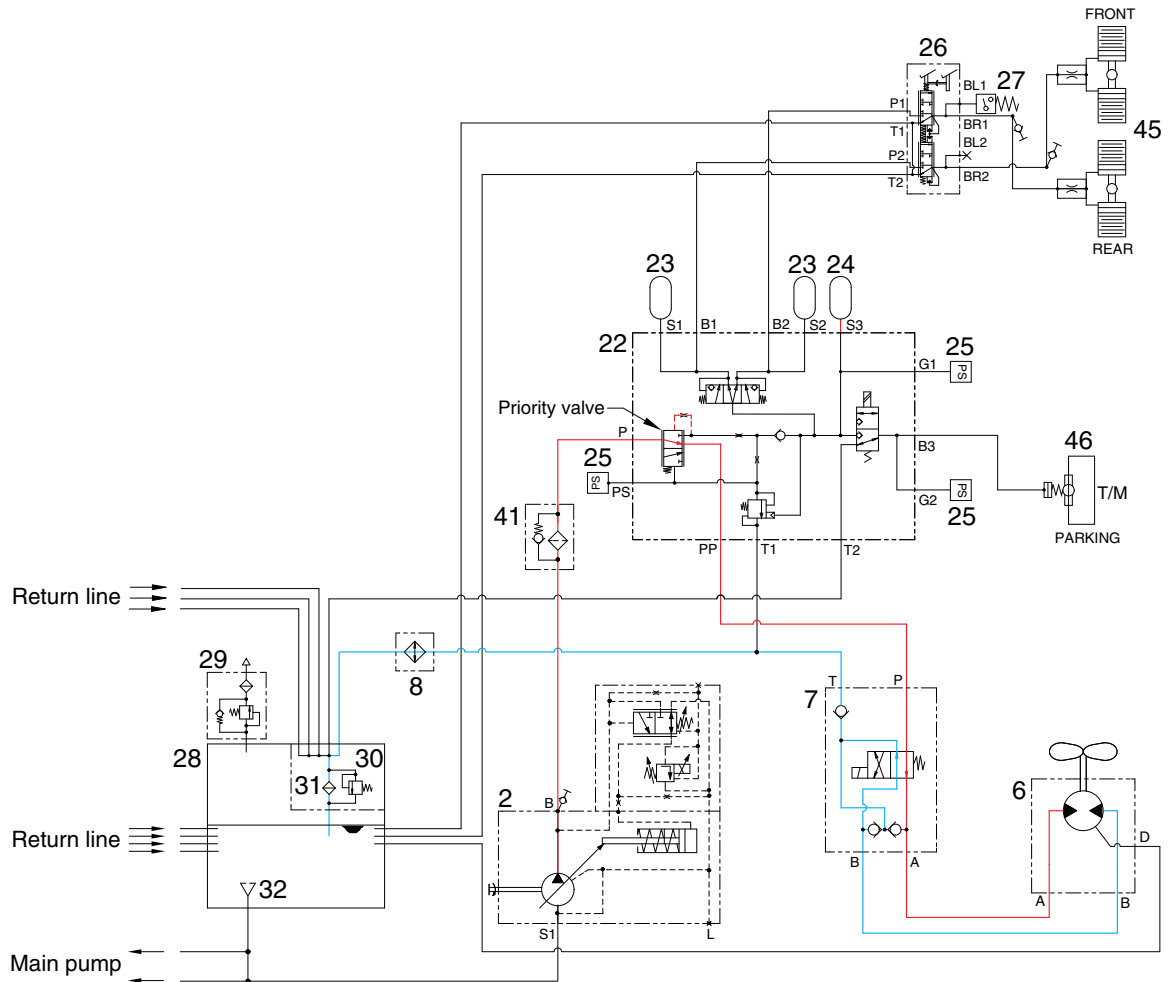 FRONT
26
BL1
27
P1
T1
BR1
BL2
P2
T2
BR2
45
REAR
23
23
24
S1
B1
B2
S2
S3
22
25
G1
PS
Priority valve
P
25
PS
PS
B3
46
T/M
PARKING
G2
PS
25
41
PP
T1
T2
Return line
29
8
T
P
7
28
30
31
2
B
6
D
Return line
B
A
A
B
32
S1
L
Main pump